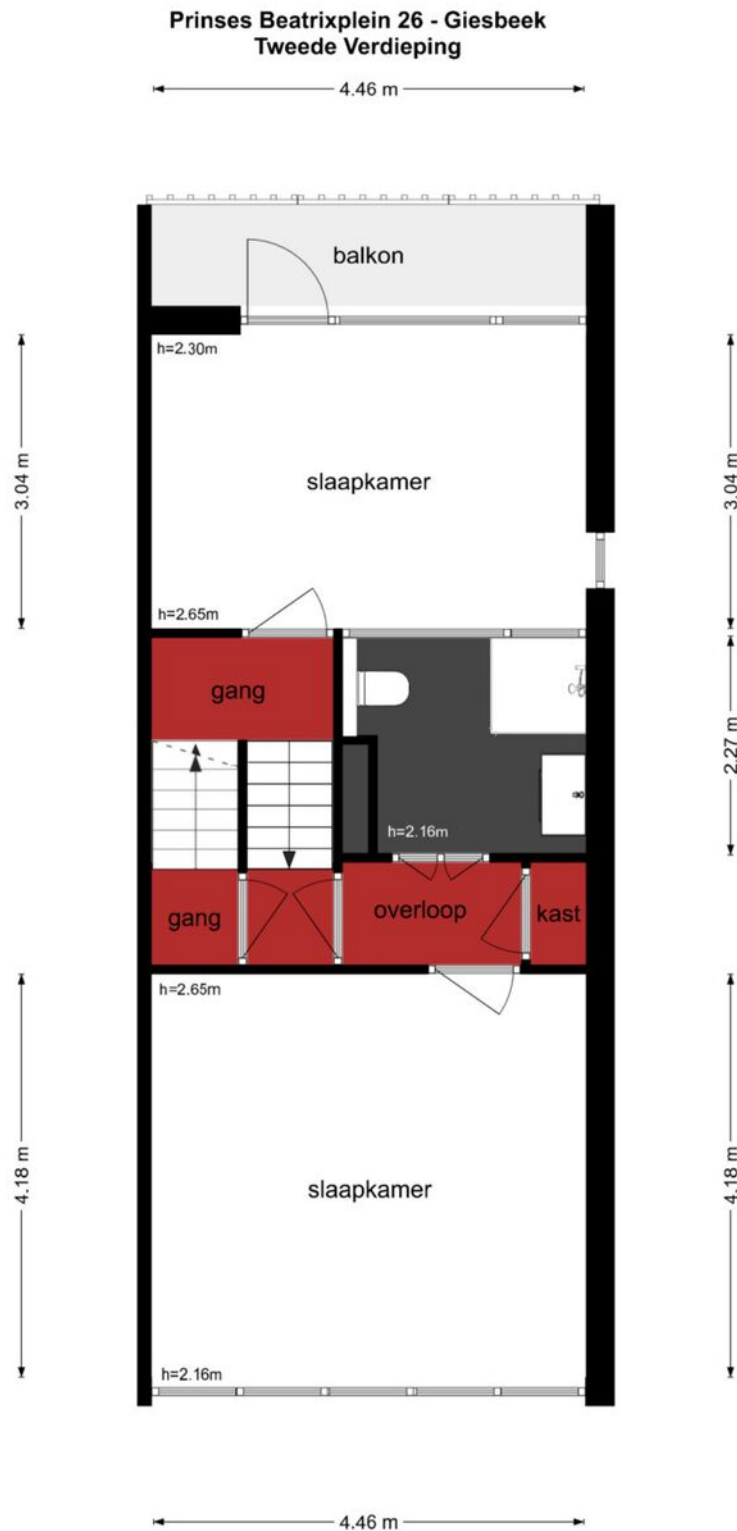 Prinses Beatrixplein 26 - Giesbeek
Tweede Verdieping
4.46 m
balkon
h=2.30m
3.04 m
slaapkamer
3.04 m
h=2.65m
gang
2.27 m
h=2.16m
gang
overloop
kast
h=2.65m
4.18 m
slaapkamer
4.18 m
h=2.16m
4.46 m